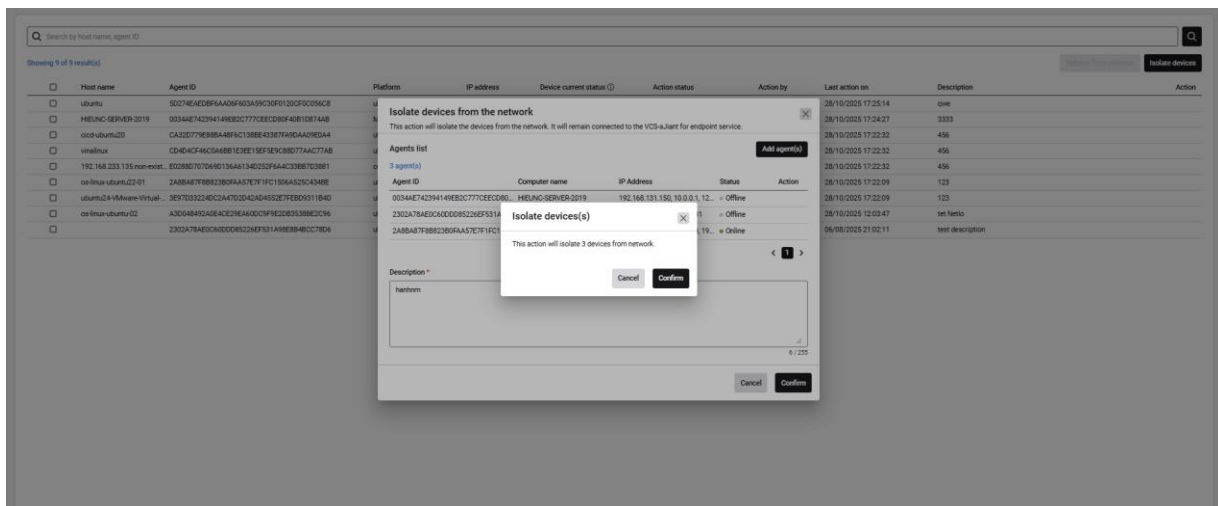 Search by host name, agent ID
Showing 9 of 9 result(s)
Isolate devices
Host name Agent ID Platform IP address Device current status Action status Action by Last action on Description Action
ubuntu 5D274EAEDBF6AA06F603A59C30F0120CF0C056C8 28/10/2025 17:25:14 qwe
HIEUNC-SERVER-2019 0034AE742394149EB2C777CEECD80F40B1D874AB 28/10/2025 17:24:27 3333
cicd-ubuntu20 CA32D779E88BA48F6C13BBE43387FA9DAA09EDA4 28/10/2025 17:22:32 456
vinalinux CD4D4CF46C0A6BB1E3EE15EF5E9C88D77AAC77AB 28/10/2025 17:22:32 456
192.168.233.135.non-exist... E0288D707D69D136A6134D252F6A4C33BB7D3881 28/10/2025 17:22:32 456
os-linux-ubuntu22-01 2A8BA87F8B823B0FAA57E7F1FC1506A525C434BE 28/10/2025 17:22:09 123
ubuntu24-VMware-Virtual-... 3E97D33224DC2A47D2D42AD4552E7FEBD9311B4D 28/10/2025 17:22:09 123
os-linux-ubuntu-02 A3D048492A0E4CE29EA60DC9F9E2D83538BE2C96 28/10/2025 12:03:47 tet Netlo
2302A78AE0C60DDD85226EF531A98EBB4BCC78D6 06/08/2025 21:02:11 test description
Isolate devices from the network
This action will isolate the devices from the network. It will remain connected to the VCS-aJiant for endpoint service.
Agents list
Add agent(s)
3 agent(s)
Agent ID Computer name IP Address Status Action
0034AE742394149EB2C777CEECD80... HIEUNC-SERVER-2019 192.168.131.150, 10.0.0.1, 12... Offline
2302A78AE0C60DDD85226EF531A Offline
2A8BA87F8B823B0FAA57E7F1FC1 , 19... Online
1
Isolate devices(s)
This action will isolate 3 devices from network.
Cancel Confirm
Description *
hanhnm
6 / 255
Cancel Confirm